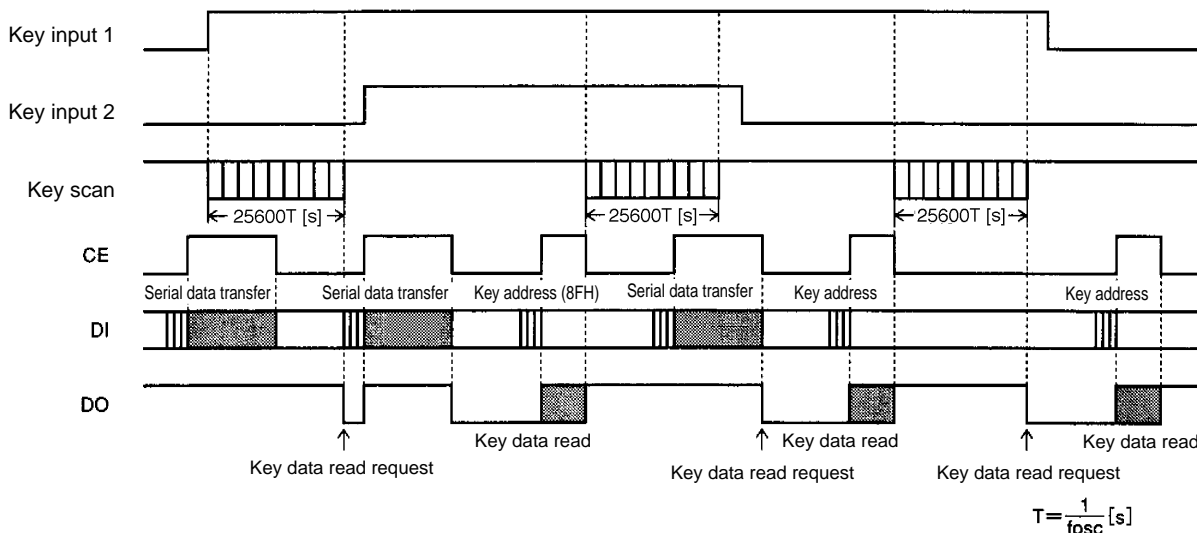 Key input 1
Key input 2
Key scan
25600T [s] 25600T [s] 25600T [s]
CE
Serial data transfer Serial data transfer Key address (8FH) Serial data transfer Key address Key address
DI
DO
Key data read Key data read Key data read
Key data read request Key data read request Key data read request
T=1/fosc [s]